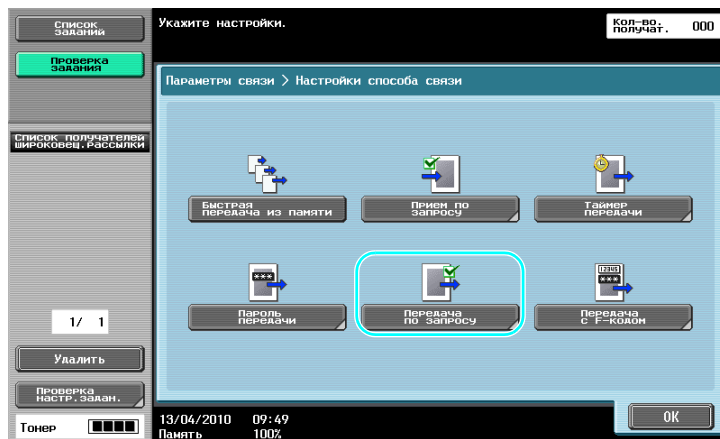 Список
заданий
Проверка
задания
Список получателей
широковещ.рассылки
1/ 1
Удалить
Проверка
настр.задан.
Тонер
Укажите настройки.
Кол-во.
получат.
000
Параметры связи > Настройки способа связи
Быстрая
передача из памяти
Прием по
запросу
Таймер
передачи
****
Пароль
передачи
Передача
по запросу
12345
****
Передача
с F-кодом
13/04/2010 09:49
Память 100%
OK